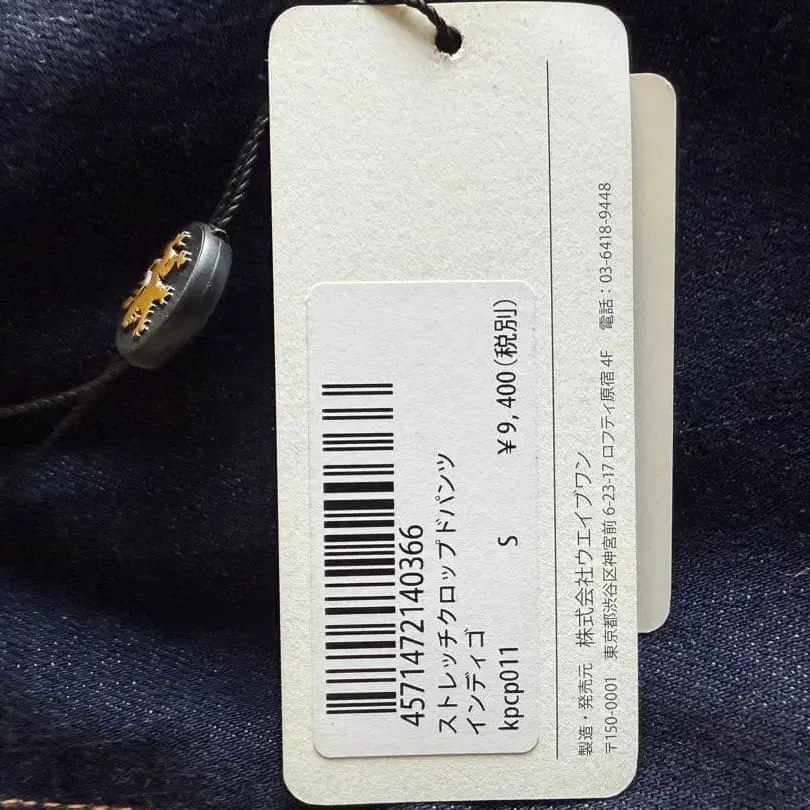 4571472140366
ストレッチクロップドパンツ
インディゴ
kpcp011 S ￥9,400(税別)
製造・発売元 株式会社ウエイブワン
〒150-0001 東京都渋谷区神宮前 6-23-17 ロフティ原宿 4F 電話：03-6418-9448